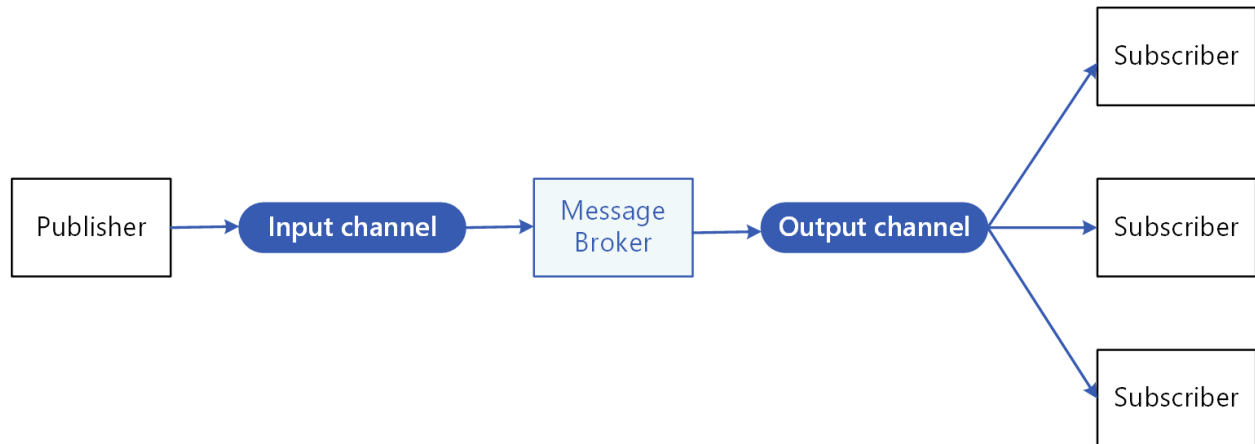 Subscriber
Publisher
Input channel
Message
Broker
Output channel
Subscriber
Subscriber